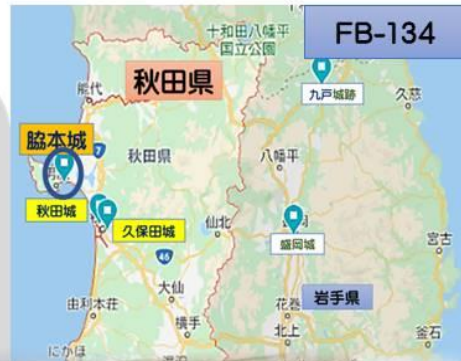 十和田八幡平
国立公園
FB-134
能代
秋田県
九戸城跡
久慈
脇本城
7
秋田県
八幡平
秋田城
久保田城
仙北
盛岡城
宮古
46
大仙
岩手県
由利本荘
横手
花巻
北上
釜石
にかほ